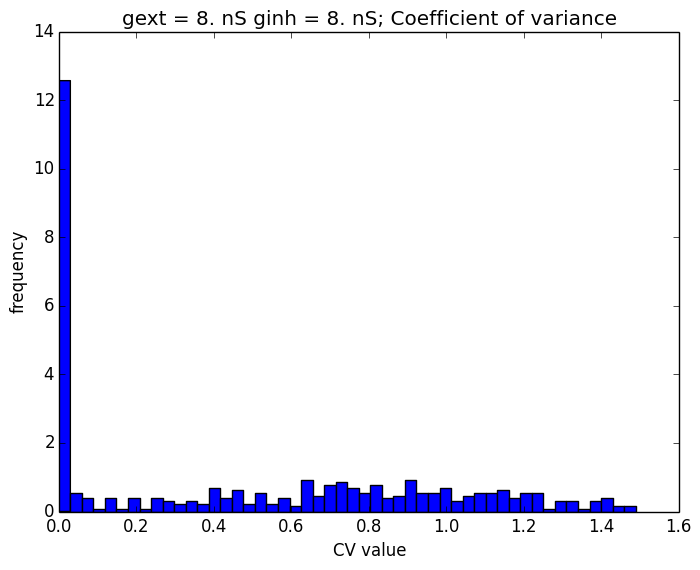 gext = 8. nS ginh = 8. nS; Coefficient of variance
14
12
10
8
6
4
2
0
frequency
0.0 0.2 0.4 0.6 0.8 1.0 1.2 1.4 1.6
CV value